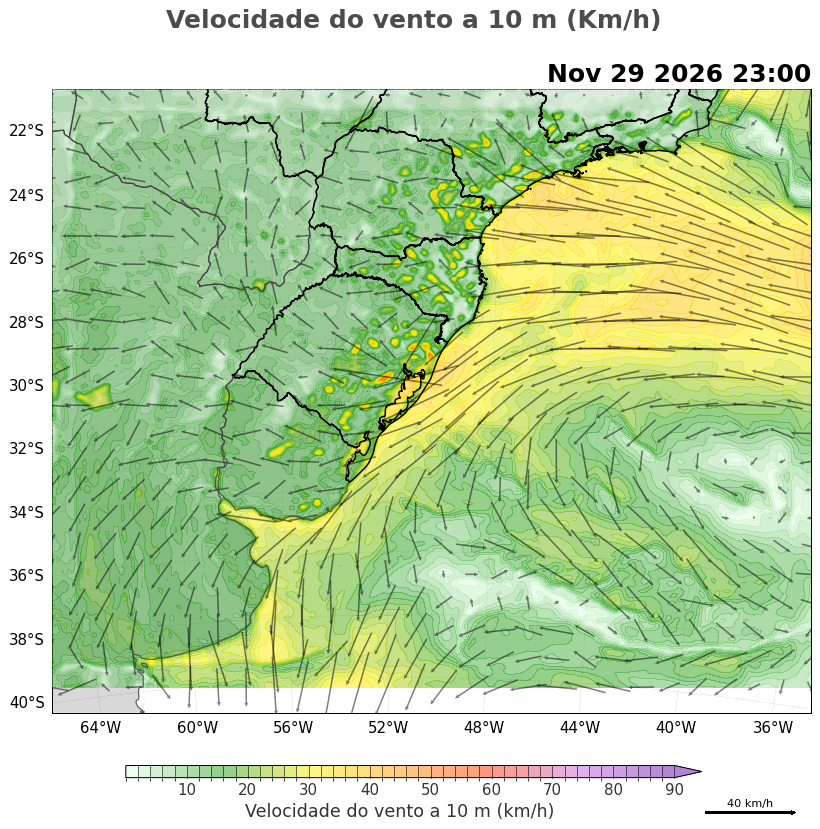 Velocidade do vento a 10 m (Km/h)
Nov 29 2026 23:00
22°S
24°S
26°S
28°S
30°S
32°S
34°S
36°S
38°S
40°S
64°W 60°W 56°W 52°W 48°W 44°W 40°W 36°W
10 20 30 40 50 60 70 80 90
Velocidade do vento a 10 m (km/h)
40 km/h